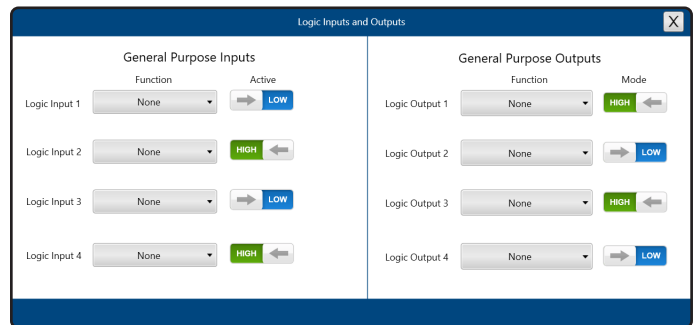 Logic Inputs and Outputs X
General Purpose Inputs
Function Active
Logic Input 1 None LOW
Logic Input 2 None HIGH
Logic Input 3 None LOW
Logic Input 4 None HIGH
General Purpose Outputs
Function Mode
Logic Output 1 None HIGH
Logic Output 2 None LOW
Logic Output 3 None HIGH
Logic Output 4 None LOW